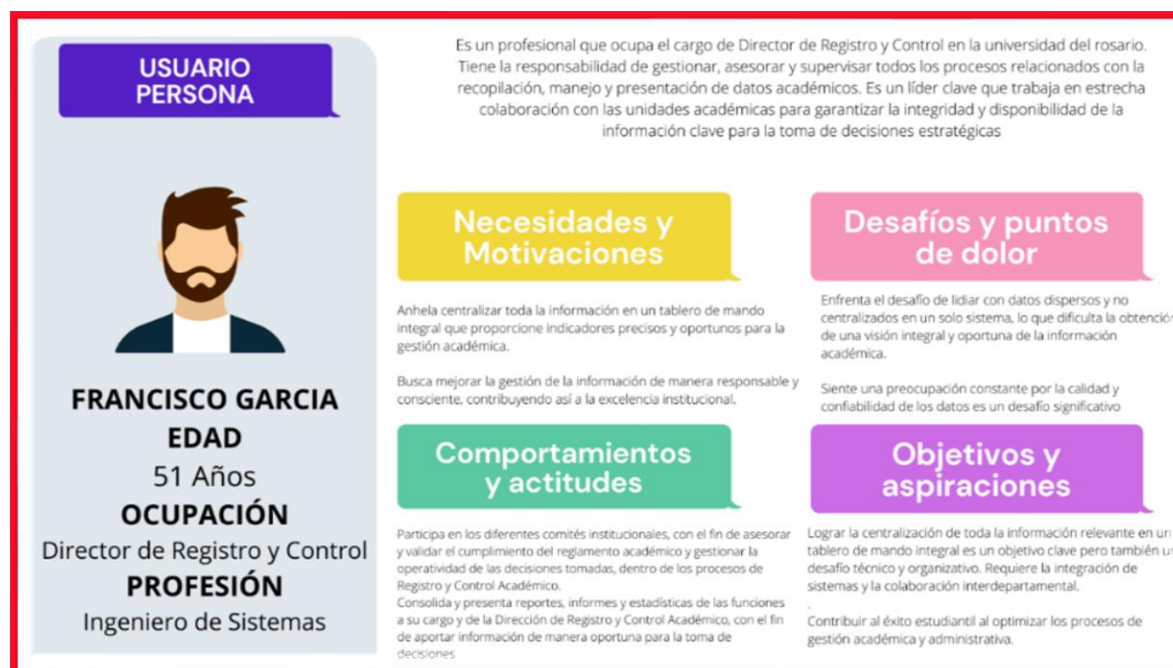 USUARIO
PERSONA
FRANCISCO GARCIA
EDAD
51 Años
OCUPACIÓN
Director de Registro y Control
PROFESIÓN
Ingeniero de Sistemas
Es un profesional que ocupa el cargo de Director de Registro y Control en la universidad del rosario.
Tiene la responsabilidad de gestionar, asesorar y supervisar todos los procesos relacionados con la
recopilación, manejo y presentación de datos académicos. Es un líder clave que trabaja en estrecha
colaboración con las unidades académicas para garantizar la integridad y disponibilidad de la
información clave para la toma de decisiones estratégicas
Necesidades y
Motivaciones
Anhela centralizar toda la información en un tablero de mando
integral que proporcione indicadores precisos y oportunos para la
gestión académica.
Busca mejorar la gestión de la información de manera responsable y
consciente, contribuyendo así a la excelencia institucional.
Desafíos y puntos
de dolor
Enfrenta el desafío de lidiar con datos dispersos y no
centralizados en un solo sistema, lo que dificulta la obtención
de una visión integral y oportuna de la información
académica.
Siente una preocupación constante por la calidad y
confiabilidad de los datos es un desafío significativo
Comportamientos
y actitudes
Participa en los diferentes comités institucionales, con el fin de asesorar
y validar el cumplimiento del reglamento académico y gestionar la
operatividad de las decisiones tomadas, dentro de los procesos de
Registro y Control Académico.
Consolida y presenta reportes, informes y estadísticas de las funciones
a su cargo y de la Dirección de Registro y Control Académico, con el fin
de aportar información de manera oportuna para la toma de
decisiones
Objetivos y
aspiraciones
Lograr la centralización de toda la información relevante en un
tablero de mando integral es un objetivo clave pero también un
desafío técnico y organizativo. Requiere la integración de
sistemas y la colaboración interdepartamental.
.
Contribuir al éxito estudiantil al optimizar los procesos de
gestión académica y administrativa.